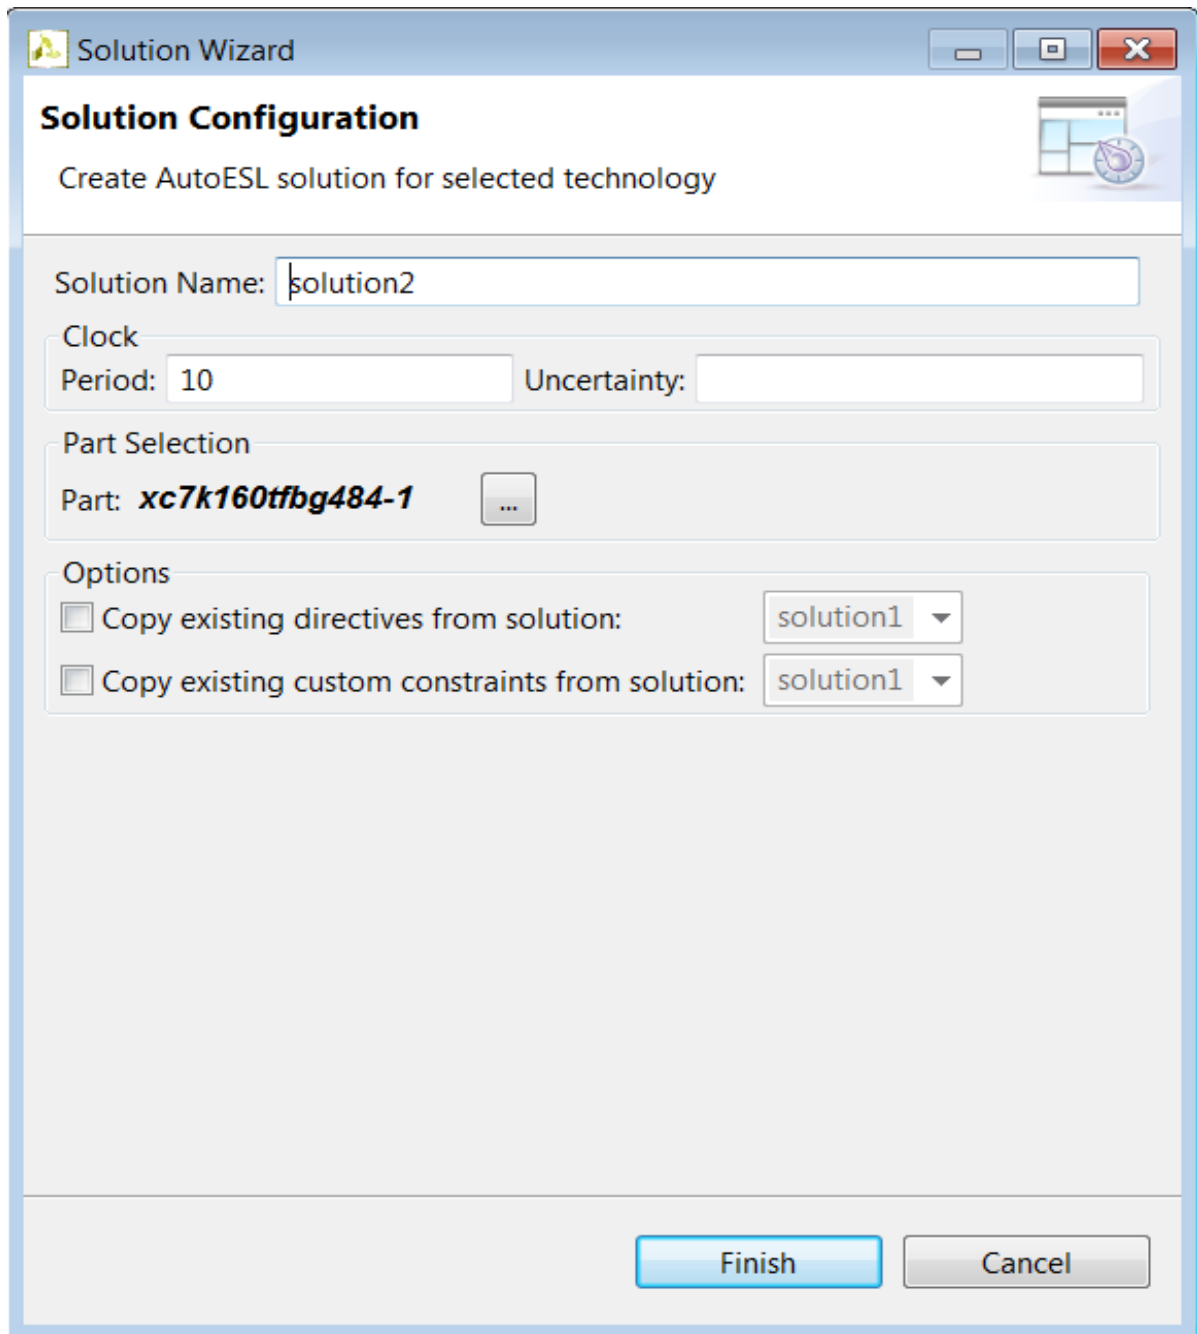 Solution Wizard
Solution Configuration
Create AutoESL solution for selected technology
Solution Name: solution2
Clock
Period: 10 Uncertainty:
Part Selection
Part: xc7k160tfbg484-1 ...
Options
Copy existing directives from solution: solution1
Copy existing custom constraints from solution: solution1
Finish Cancel